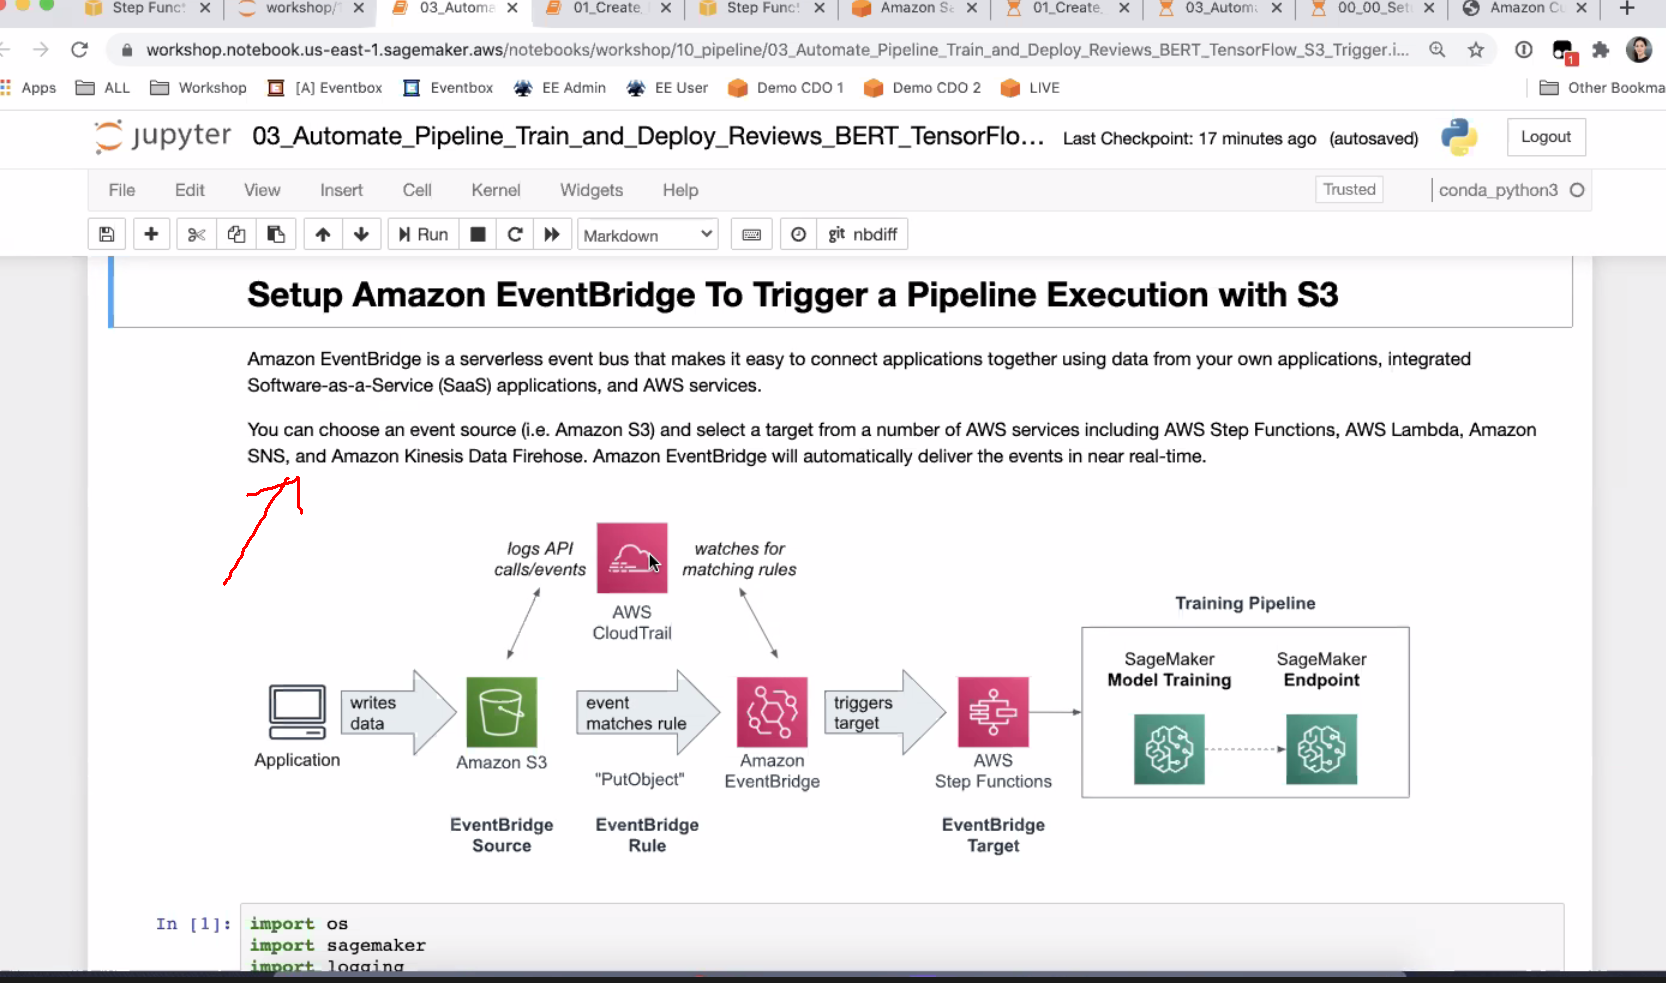 Step Func
workshop/
03_Automa
01_Create_
Step Func
Amazon Sa
01_Create_
03_Autom
00_00_Set
Amazon Cu
workshop.notebook.us-east-1.sagemaker.aws/notebooks/workshop/10_pipeline/03_Automate_Pipeline_Train_and_Deploy_Reviews_BERT_TensorFlow_S3_Trigger.i...
1
Apps
ALL
Workshop
[A] Eventbox
Eventbox
EE Admin
EE User
Demo CDO 1
Demo CDO 2
LIVE
Other Bookma
jupyter
03_Automate_Pipeline_Train_and_Deploy_Reviews_BERT_TensorFlo...
Last Checkpoint: 17 minutes ago (autosaved)
Logout
File
Edit
View
Insert
Cell
Kernel
Widgets
Help
Trusted
conda_python3
Run
Markdown
git nbdiff
Setup Amazon EventBridge To Trigger a Pipeline Execution with S3
Amazon EventBridge is a serverless event bus that makes it easy to connect applications together using data from your own applications, integrated
Software-as-a-Service (SaaS) applications, and AWS services.
You can choose an event source (i.e. Amazon S3) and select a target from a number of AWS services including AWS Step Functions, AWS Lambda, Amazon
SNS, and Amazon Kinesis Data Firehose. Amazon EventBridge will automatically deliver the events in near real-time.
logs API
calls/events
watches for
matching rules
AWS
CloudTrail
Training Pipeline
SageMaker
Model Training
SageMaker
Endpoint
writes
data
event
matches rule
triggers
target
Application
Amazon S3
"PutObject"
Amazon
EventBridge
AWS
Step Functions
EventBridge
Source
EventBridge
Rule
EventBridge
Target
In [1]:
import os
import sagemaker
import logging